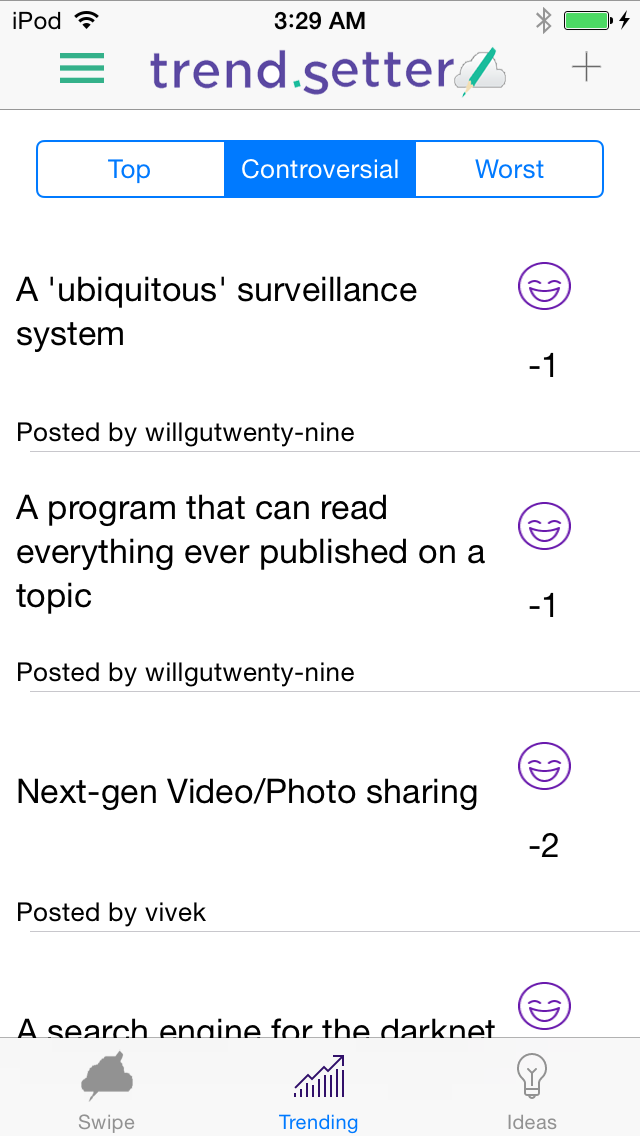 iPod 3:29 AM
trend.setter
Top Controversial Worst
A 'ubiquitous' surveillance
system
-1
Posted by willgutwenty-nine
A program that can read
everything ever published on a
topic
-1
Posted by willgutwenty-nine
Next-gen Video/Photo sharing
-2
Posted by vivek
A search engine for the darknet
Swipe Trending Ideas